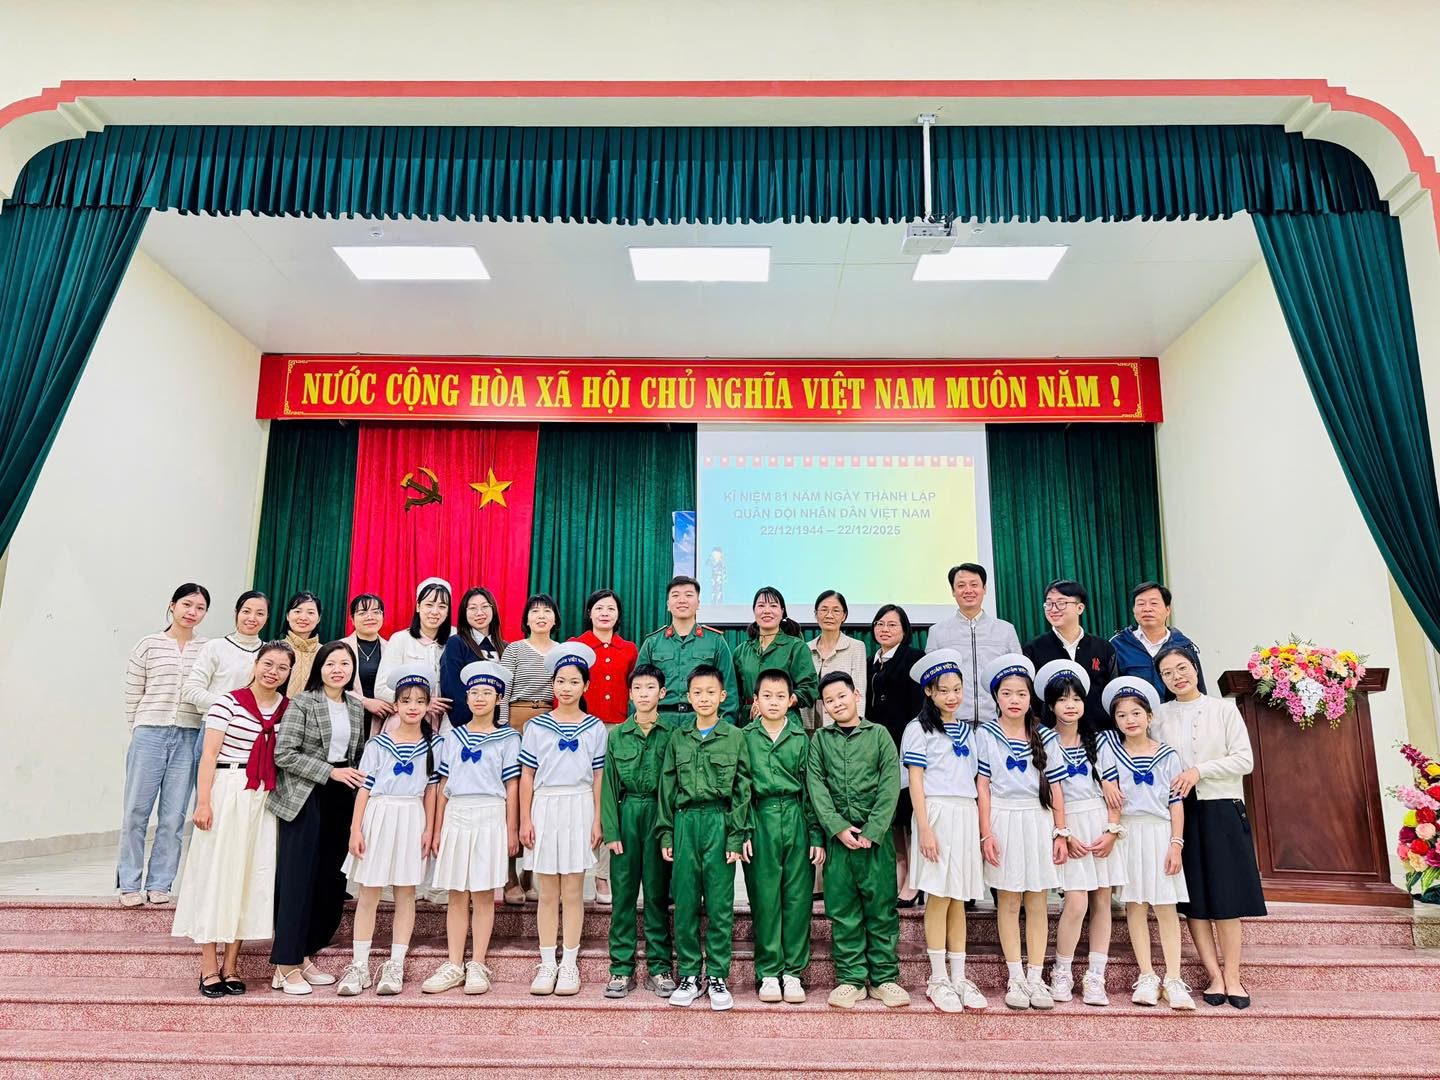 NƯỚC CỘNG HÒA XÃ HỘI CHỦ NGHĨA VIỆT NAM MUÔN NĂM !
KỈ NIỆM 81 NĂM NGÀY THÀNH LẬP
QUÂN ĐỘI NHÂN DÂN VIỆT NAM
22/12/1944 – 22/12/2025